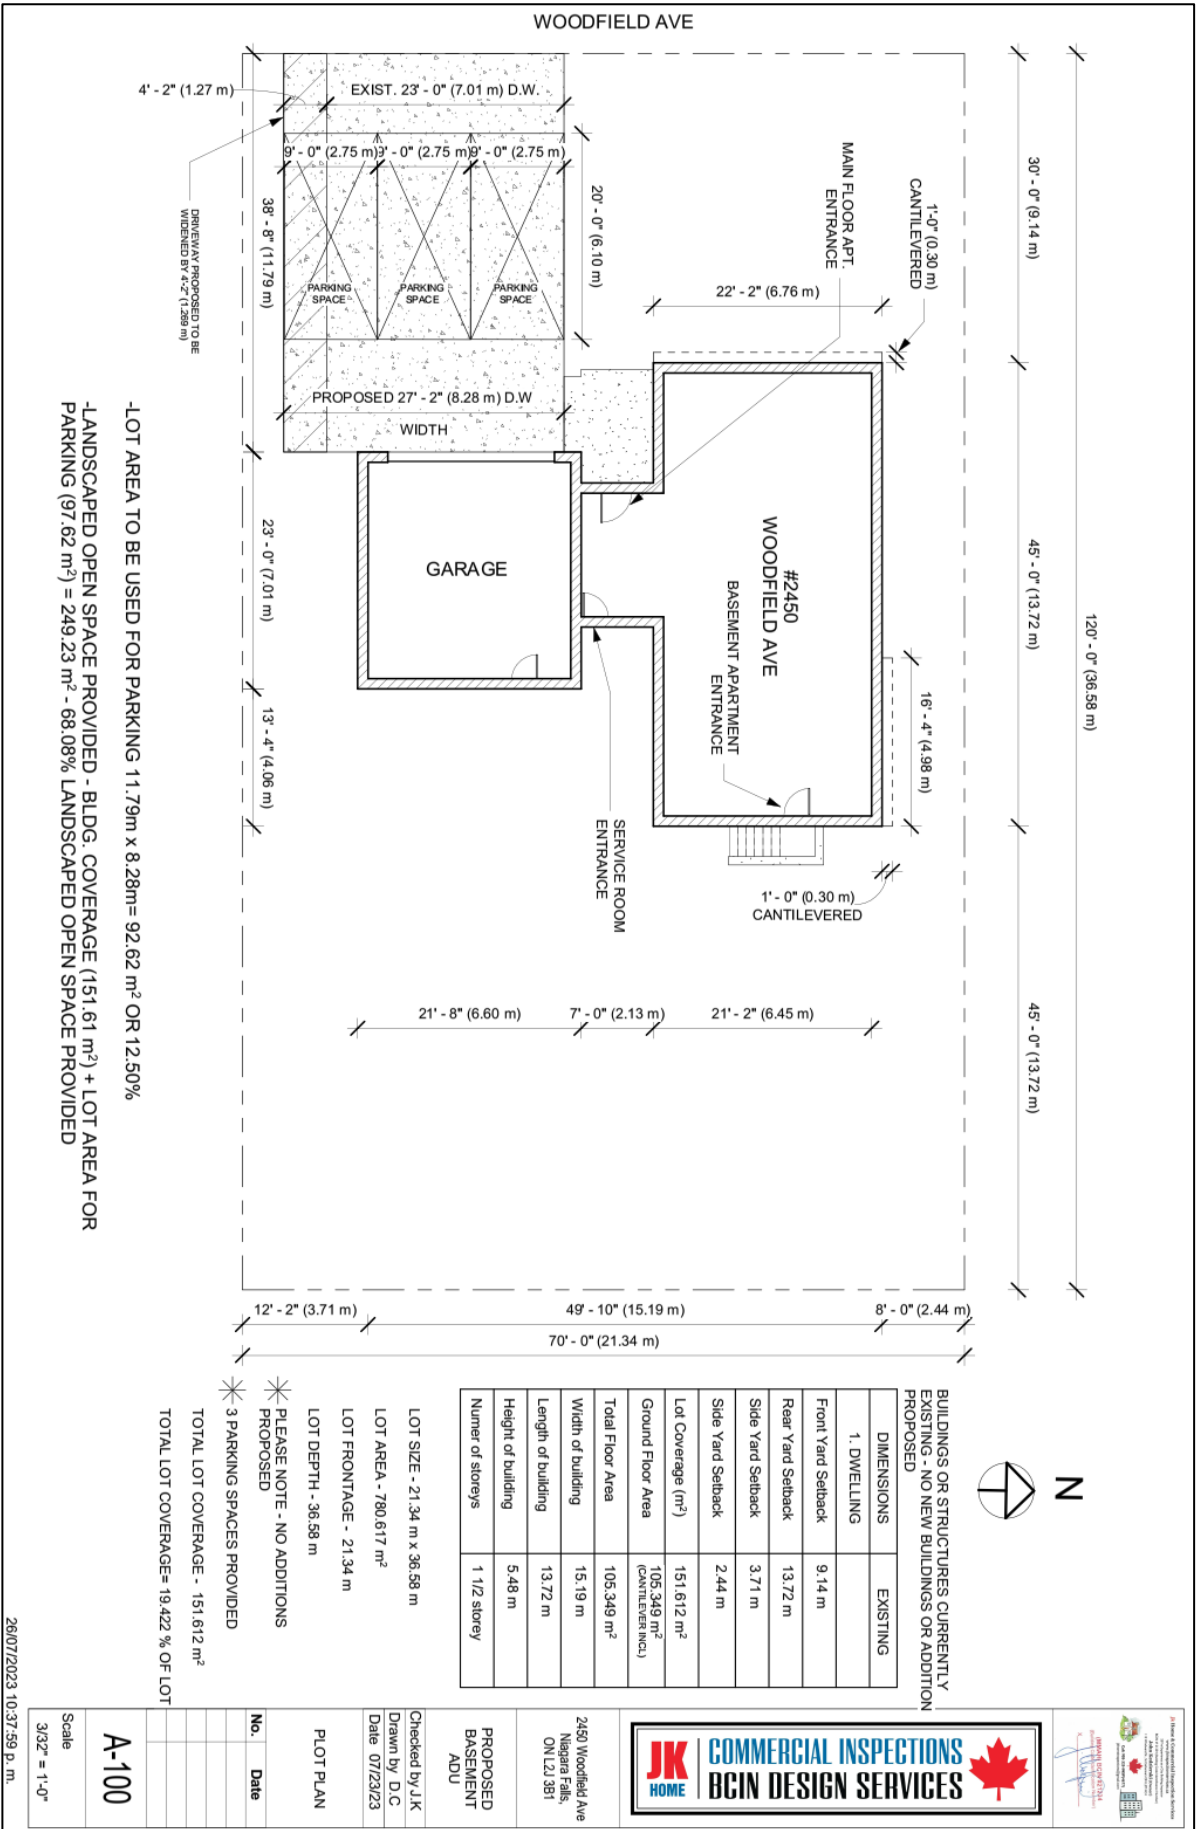 WOODFIELD AVE
4' - 2" (1.27 m)
EXIST. 23' - 0" (7.01 m) D.W.
9' - 0" (2.75 m)
9' - 0" (2.75 m)
9' - 0" (2.75 m)
20' - 0" (6.10 m)
38' - 8" (11.79 m)
DRIVEWAY PROPOSED TO BE
WIDENED BY 4'-2" (1.269 m)
PARKING
SPACE
PARKING
SPACE
PARKING
SPACE
PROPOSED 27' - 2" (8.28 m) D.W
WIDTH
MAIN FLOOR APT.
ENTRANCE
1'-0" (0.30 m)
CANTILEVERED
22' - 2" (6.76 m)
30' - 0" (9.14 m)
45' - 0" (13.72 m)
45' - 0" (13.72 m)
120' - 0" (36.58 m)
GARAGE
23' - 0" (7.01 m)
13' - 4" (4.06 m)
#2450
WOODFIELD AVE
BASEMENT APARTMENT
ENTRANCE
16' - 4" (4.98 m)
SERVICE ROOM
ENTRANCE
1' - 0" (0.30 m)
CANTILEVERED
21' - 8" (6.60 m)
7' - 0" (2.13 m)
21' - 2" (6.45 m)
12' - 2" (3.71 m)
49' - 10" (15.19 m)
8' - 0" (2.44 m)
70' - 0" (21.34 m)
-LOT AREA TO BE USED FOR PARKING 11.79m x 8.28m= 92.62 m² OR 12.50%
-LANDSCAPED OPEN SPACE PROVIDED - BLDG. COVERAGE (151.61 m²) + LOT AREA FOR
PARKING (97.62 m²) = 249.23 m² - 68.08% LANDSCAPED OPEN SPACE PROVIDED
N
BUILDINGS OR STRUCTURES CURRENTLY
EXISTING - NO NEW BUILDINGS OR ADDITION
PROPOSED
DIMENSIONS EXISTING
1. DWELLING
Front Yard Setback 9.14 m
Rear Yard Setback 13.72 m
Side Yard Setback 3.71 m
Side Yard Setback 2.44 m
Lot Coverage (m²) 151.612 m²
Ground Floor Area 105.349 m²
(CANTILEVER INCL)
Total Floor Area 105.349 m²
Width of building 15.19 m
Length of building 13.72 m
Height of building 5.48 m
Numer of storeys 1 1/2 storey
LOT SIZE - 21.34 m x 36.58 m
LOT AREA - 780.617 m²
LOT FRONTAGE - 21.34 m
LOT DEPTH - 36.58 m
PLEASE NOTE - NO ADDITIONS
PROPOSED
3 PARKING SPACES PROVIDED
TOTAL LOT COVERAGE - 151.612 m²
TOTAL LOT COVERAGE= 19.422 % OF LOT
JK
HOME
COMMERCIAL INSPECTIONS
BCIN DESIGN SERVICES
2450 Woodfield Ave
Niagara Falls,
ON L2J 3B1
PROPOSED
BASEMENT
ADU
Checked by J.K
Drawn by D.C
Date 07/23/23
PLOT PLAN
No. Date
A-100
Scale
3/32" = 1'-0"
26/07/2023 10:37:59 p.m.